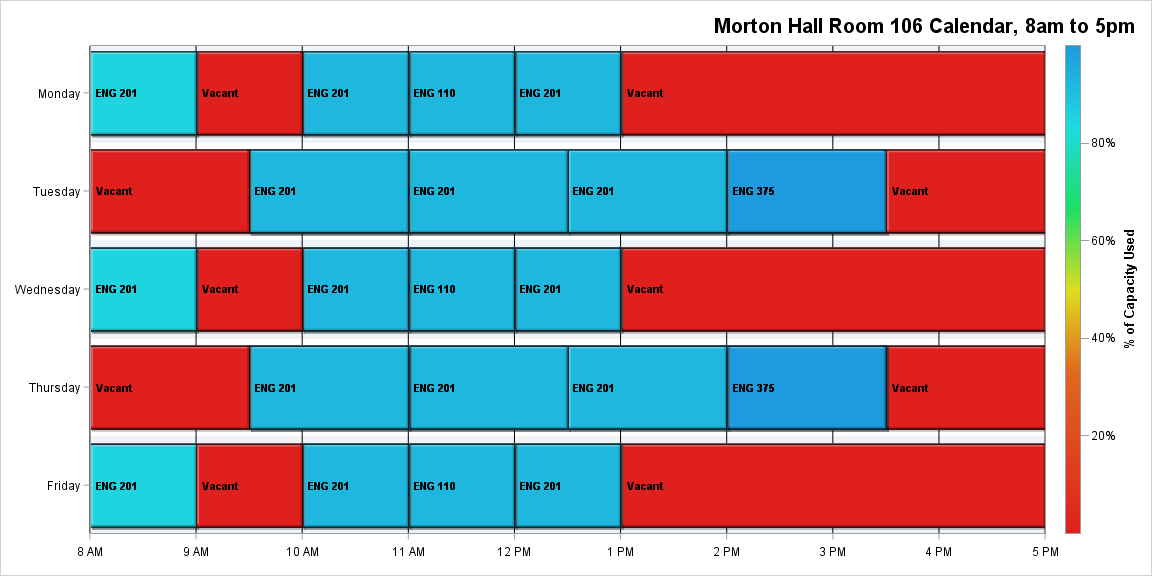 Morton Hall Room 106 Calendar, 8am to 5pm
Monday
ENG 201
Vacant
ENG 201
ENG 110
ENG 201
Vacant
Tuesday
Vacant
ENG 201
ENG 201
ENG 201
ENG 375
Vacant
Wednesday
ENG 201
Vacant
ENG 201
ENG 110
ENG 201
Vacant
Thursday
Vacant
ENG 201
ENG 201
ENG 201
ENG 375
Vacant
Friday
ENG 201
Vacant
ENG 201
ENG 110
ENG 201
Vacant
8 AM
9 AM
10 AM
11 AM
12 PM
1 PM
2 PM
3 PM
4 PM
5 PM
80%
60%
40%
20%
% of Capacity Used